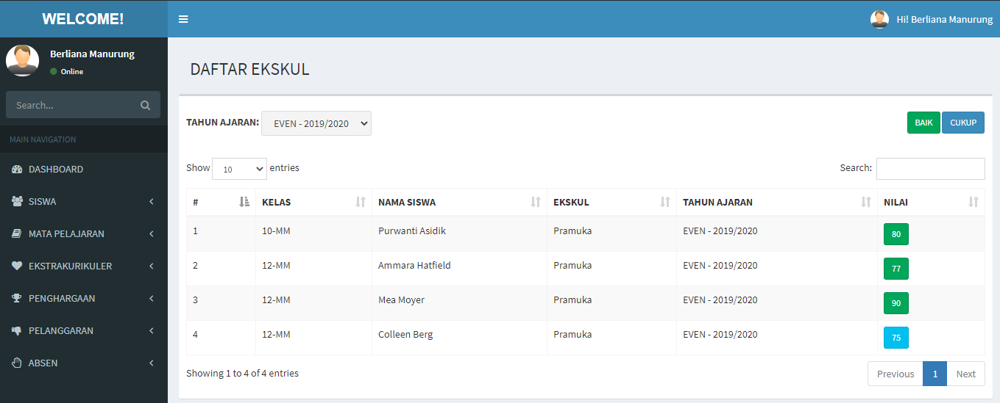 WELCOME!
Hi! Berliana Manurung
Berliana Manurung
Online
Search...
MAIN NAVIGATION
DASHBOARD
SISWA
MATA PELAJARAN
EKSTRAKURIKULER
PENGHARGAAN
PELANGGARAN
ABSEN
DAFTAR EKSKUL
TAHUN AJARAN: EVEN - 2019/2020 BAIK CUKUP
Show 10 entries Search:
# KELAS NAMA SISWA EKSKUL TAHUN AJARAN NILAI
1 10-MM Purwanti Asidik Pramuka EVEN - 2019/2020 80
2 12-MM Ammara Hatfield Pramuka EVEN - 2019/2020 77
3 12-MM Mea Moyer Pramuka EVEN - 2019/2020 90
4 12-MM Colleen Berg Pramuka EVEN - 2019/2020 75
Showing 1 to 4 of 4 entries Previous 1 Next